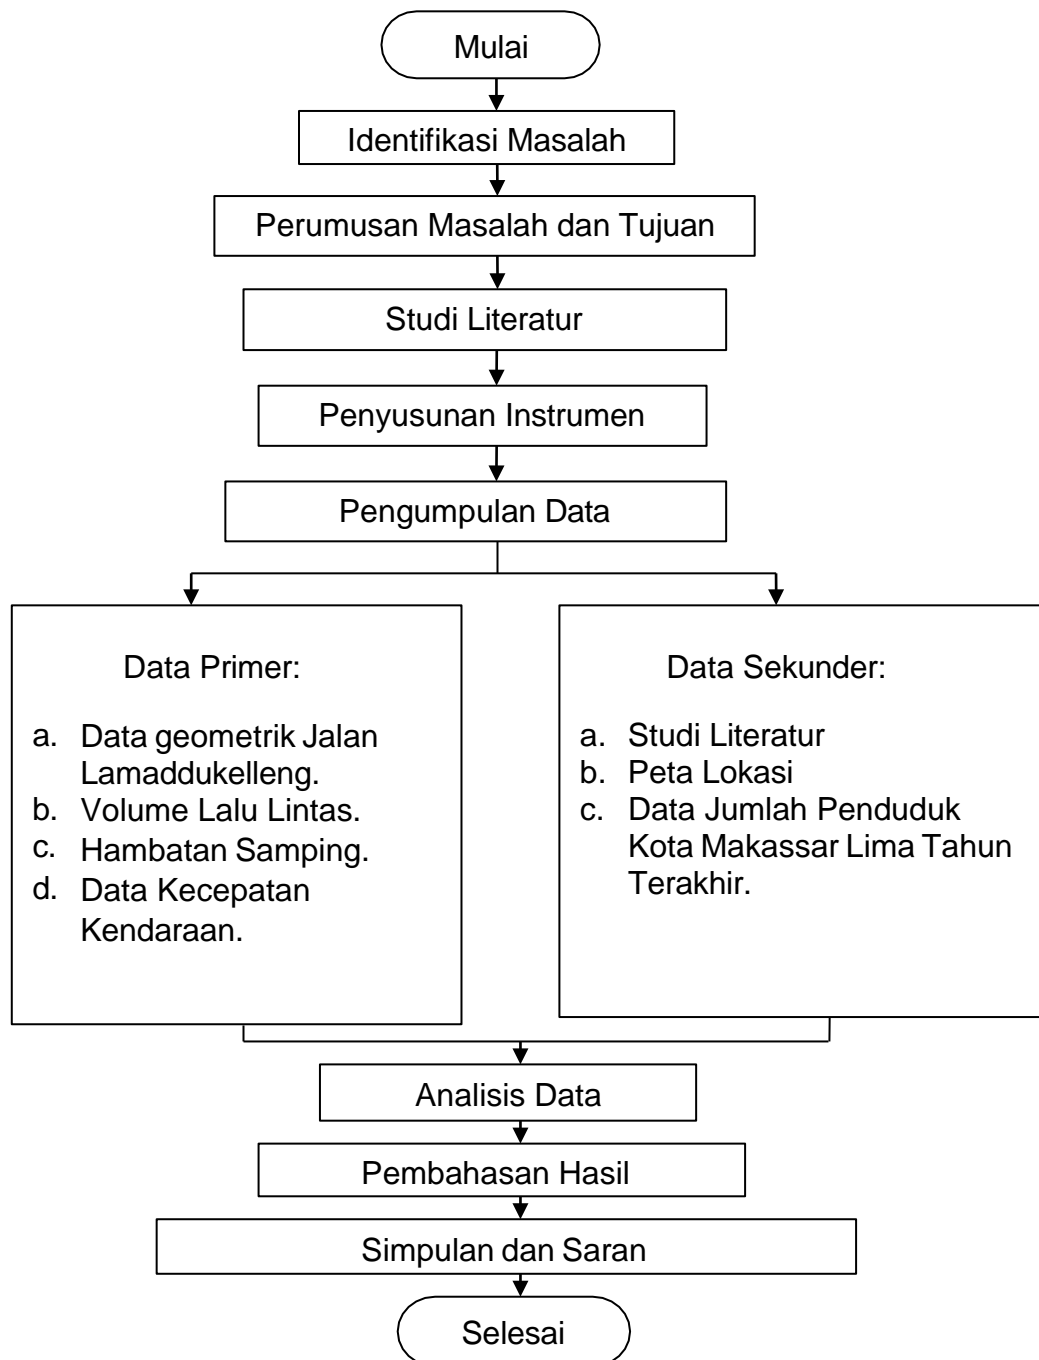 Mulai
Identifikasi Masalah
Perumusan Masalah dan Tujuan
Studi Literatur
Penyusunan Instrumen
Pengumpulan Data
Data Primer:
a. Data geometrik Jalan
Lamaddukelleng.
b. Volume Lalu Lintas.
c. Hambatan Samping.
d. Data Kecepatan
Kendaraan.
Data Sekunder:
a. Studi Literatur
b. Peta Lokasi
c. Data Jumlah Penduduk
Kota Makassar Lima Tahun
Terakhir.
Analisis Data
Pembahasan Hasil
Simpulan dan Saran
Selesai